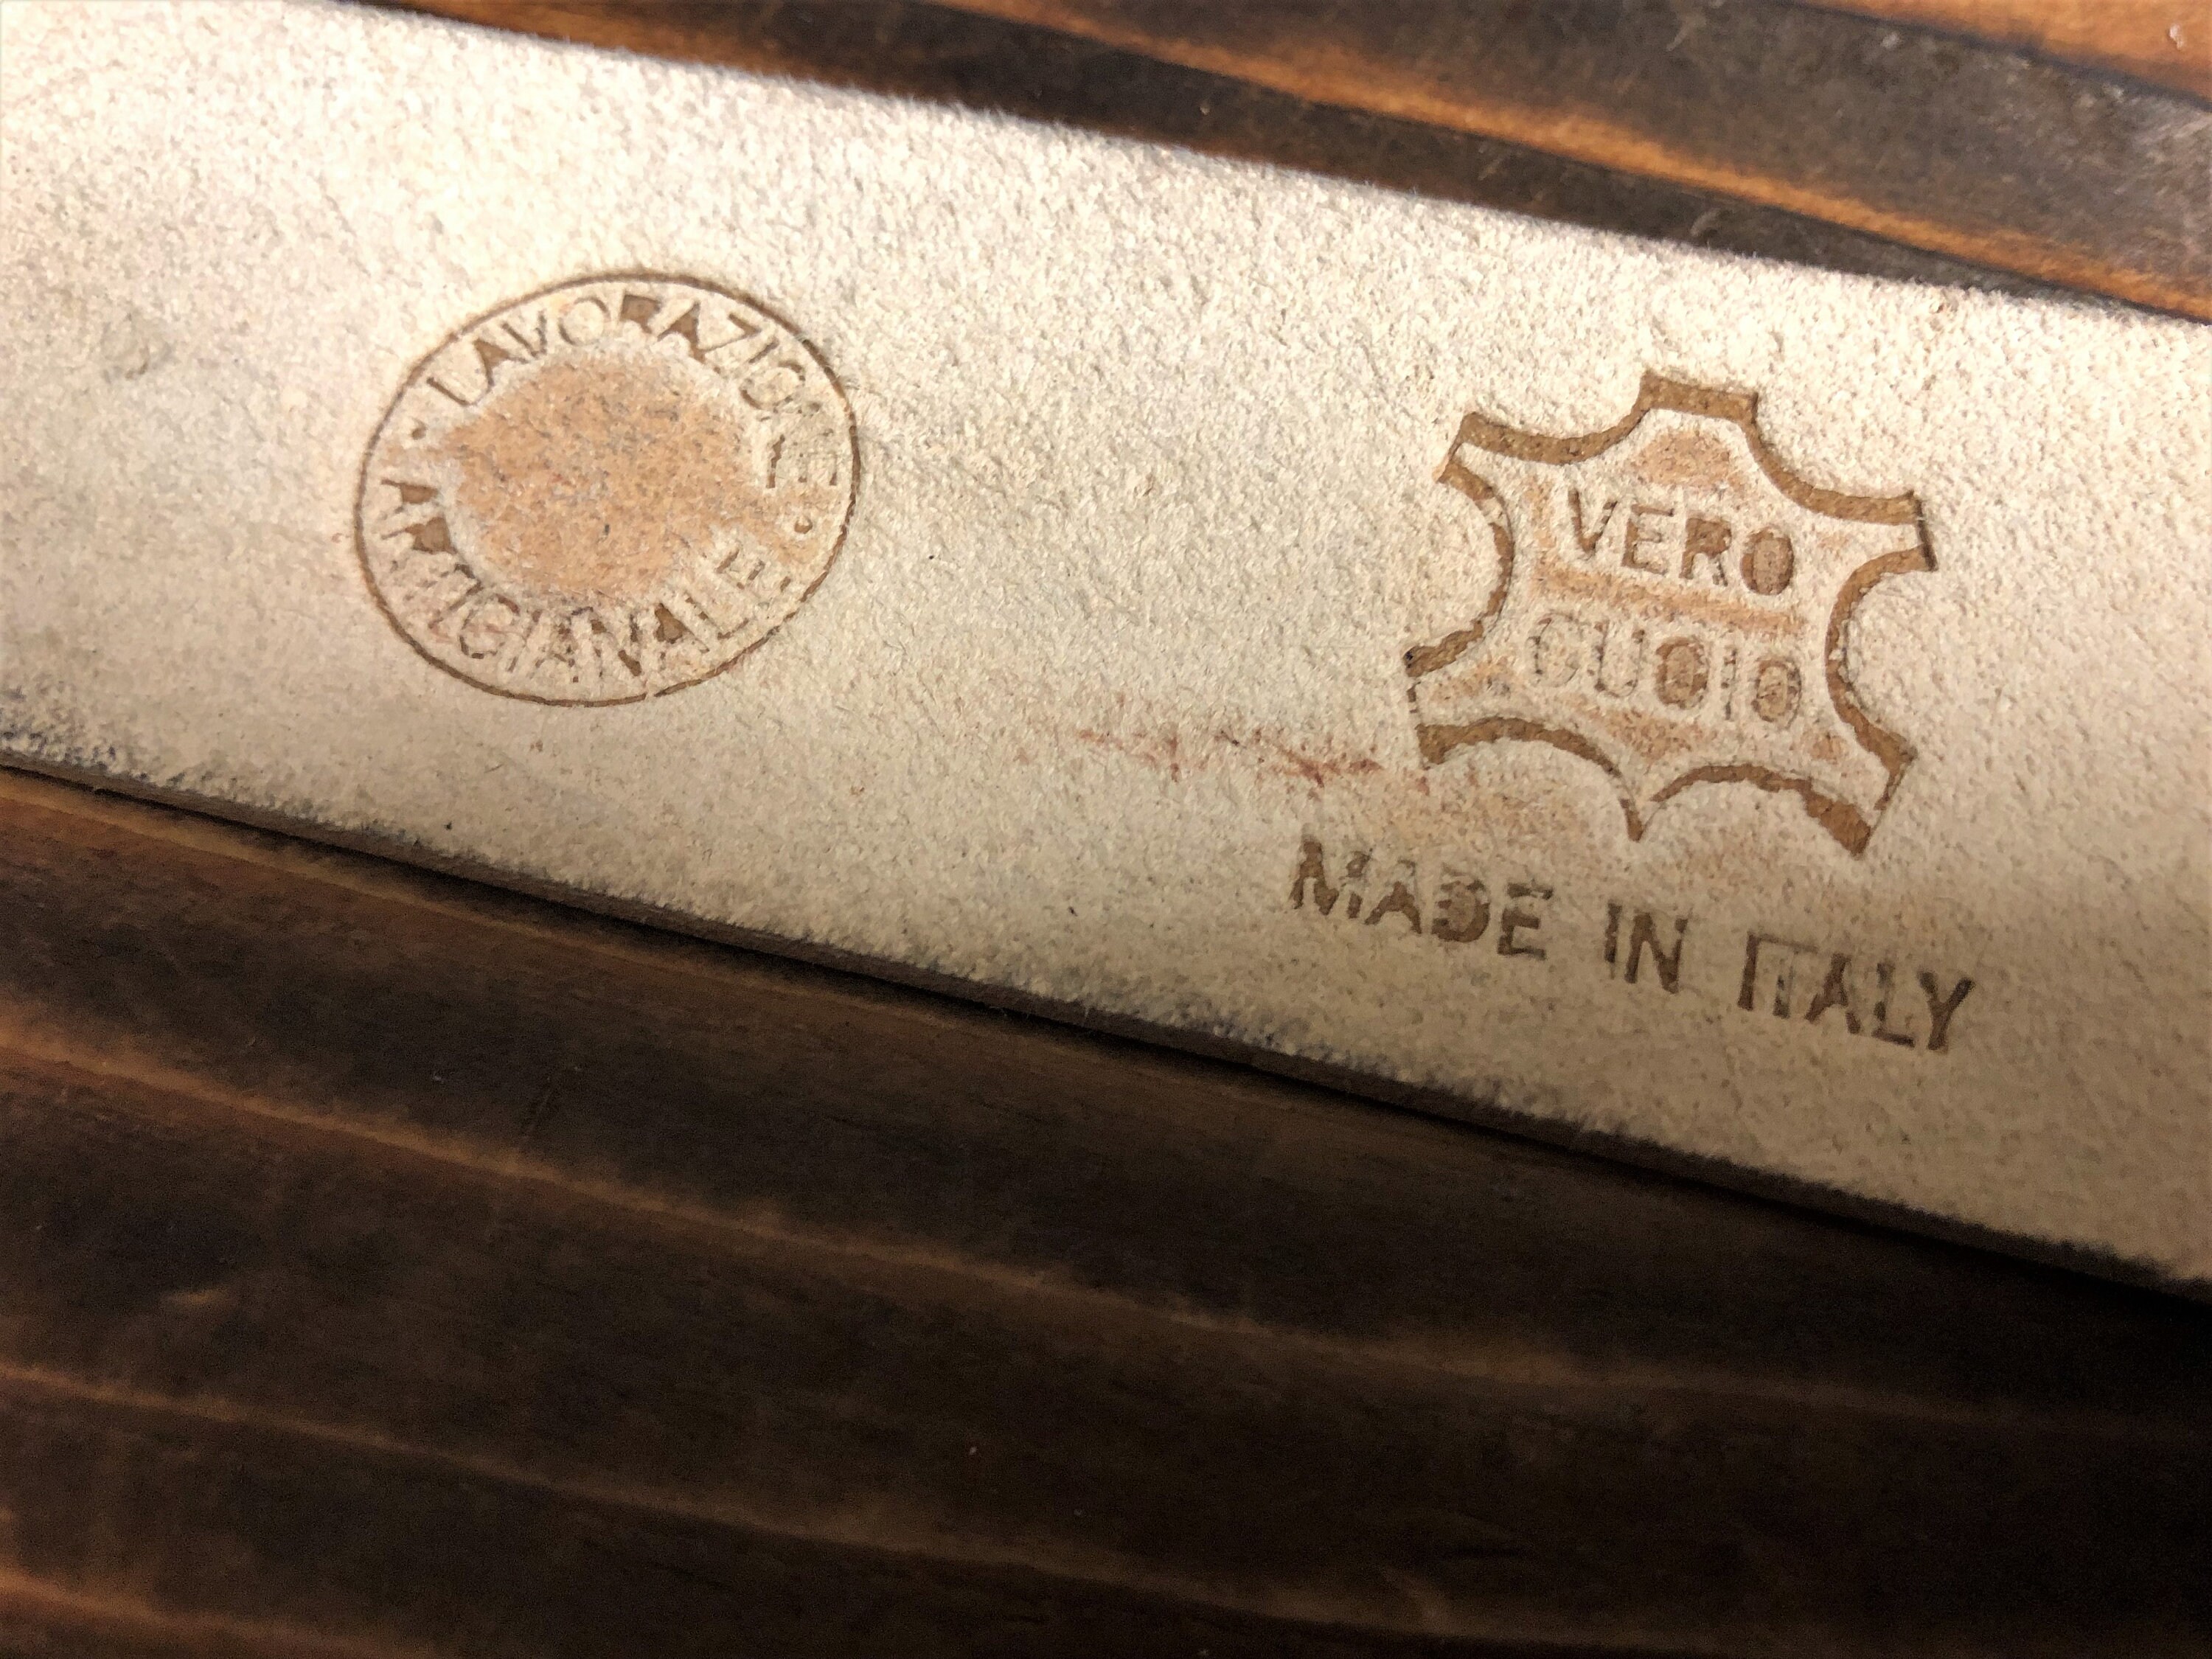 LAVORAZIONE
ARTIGIANALE
VERO
CUOIO
MADE IN ITALY